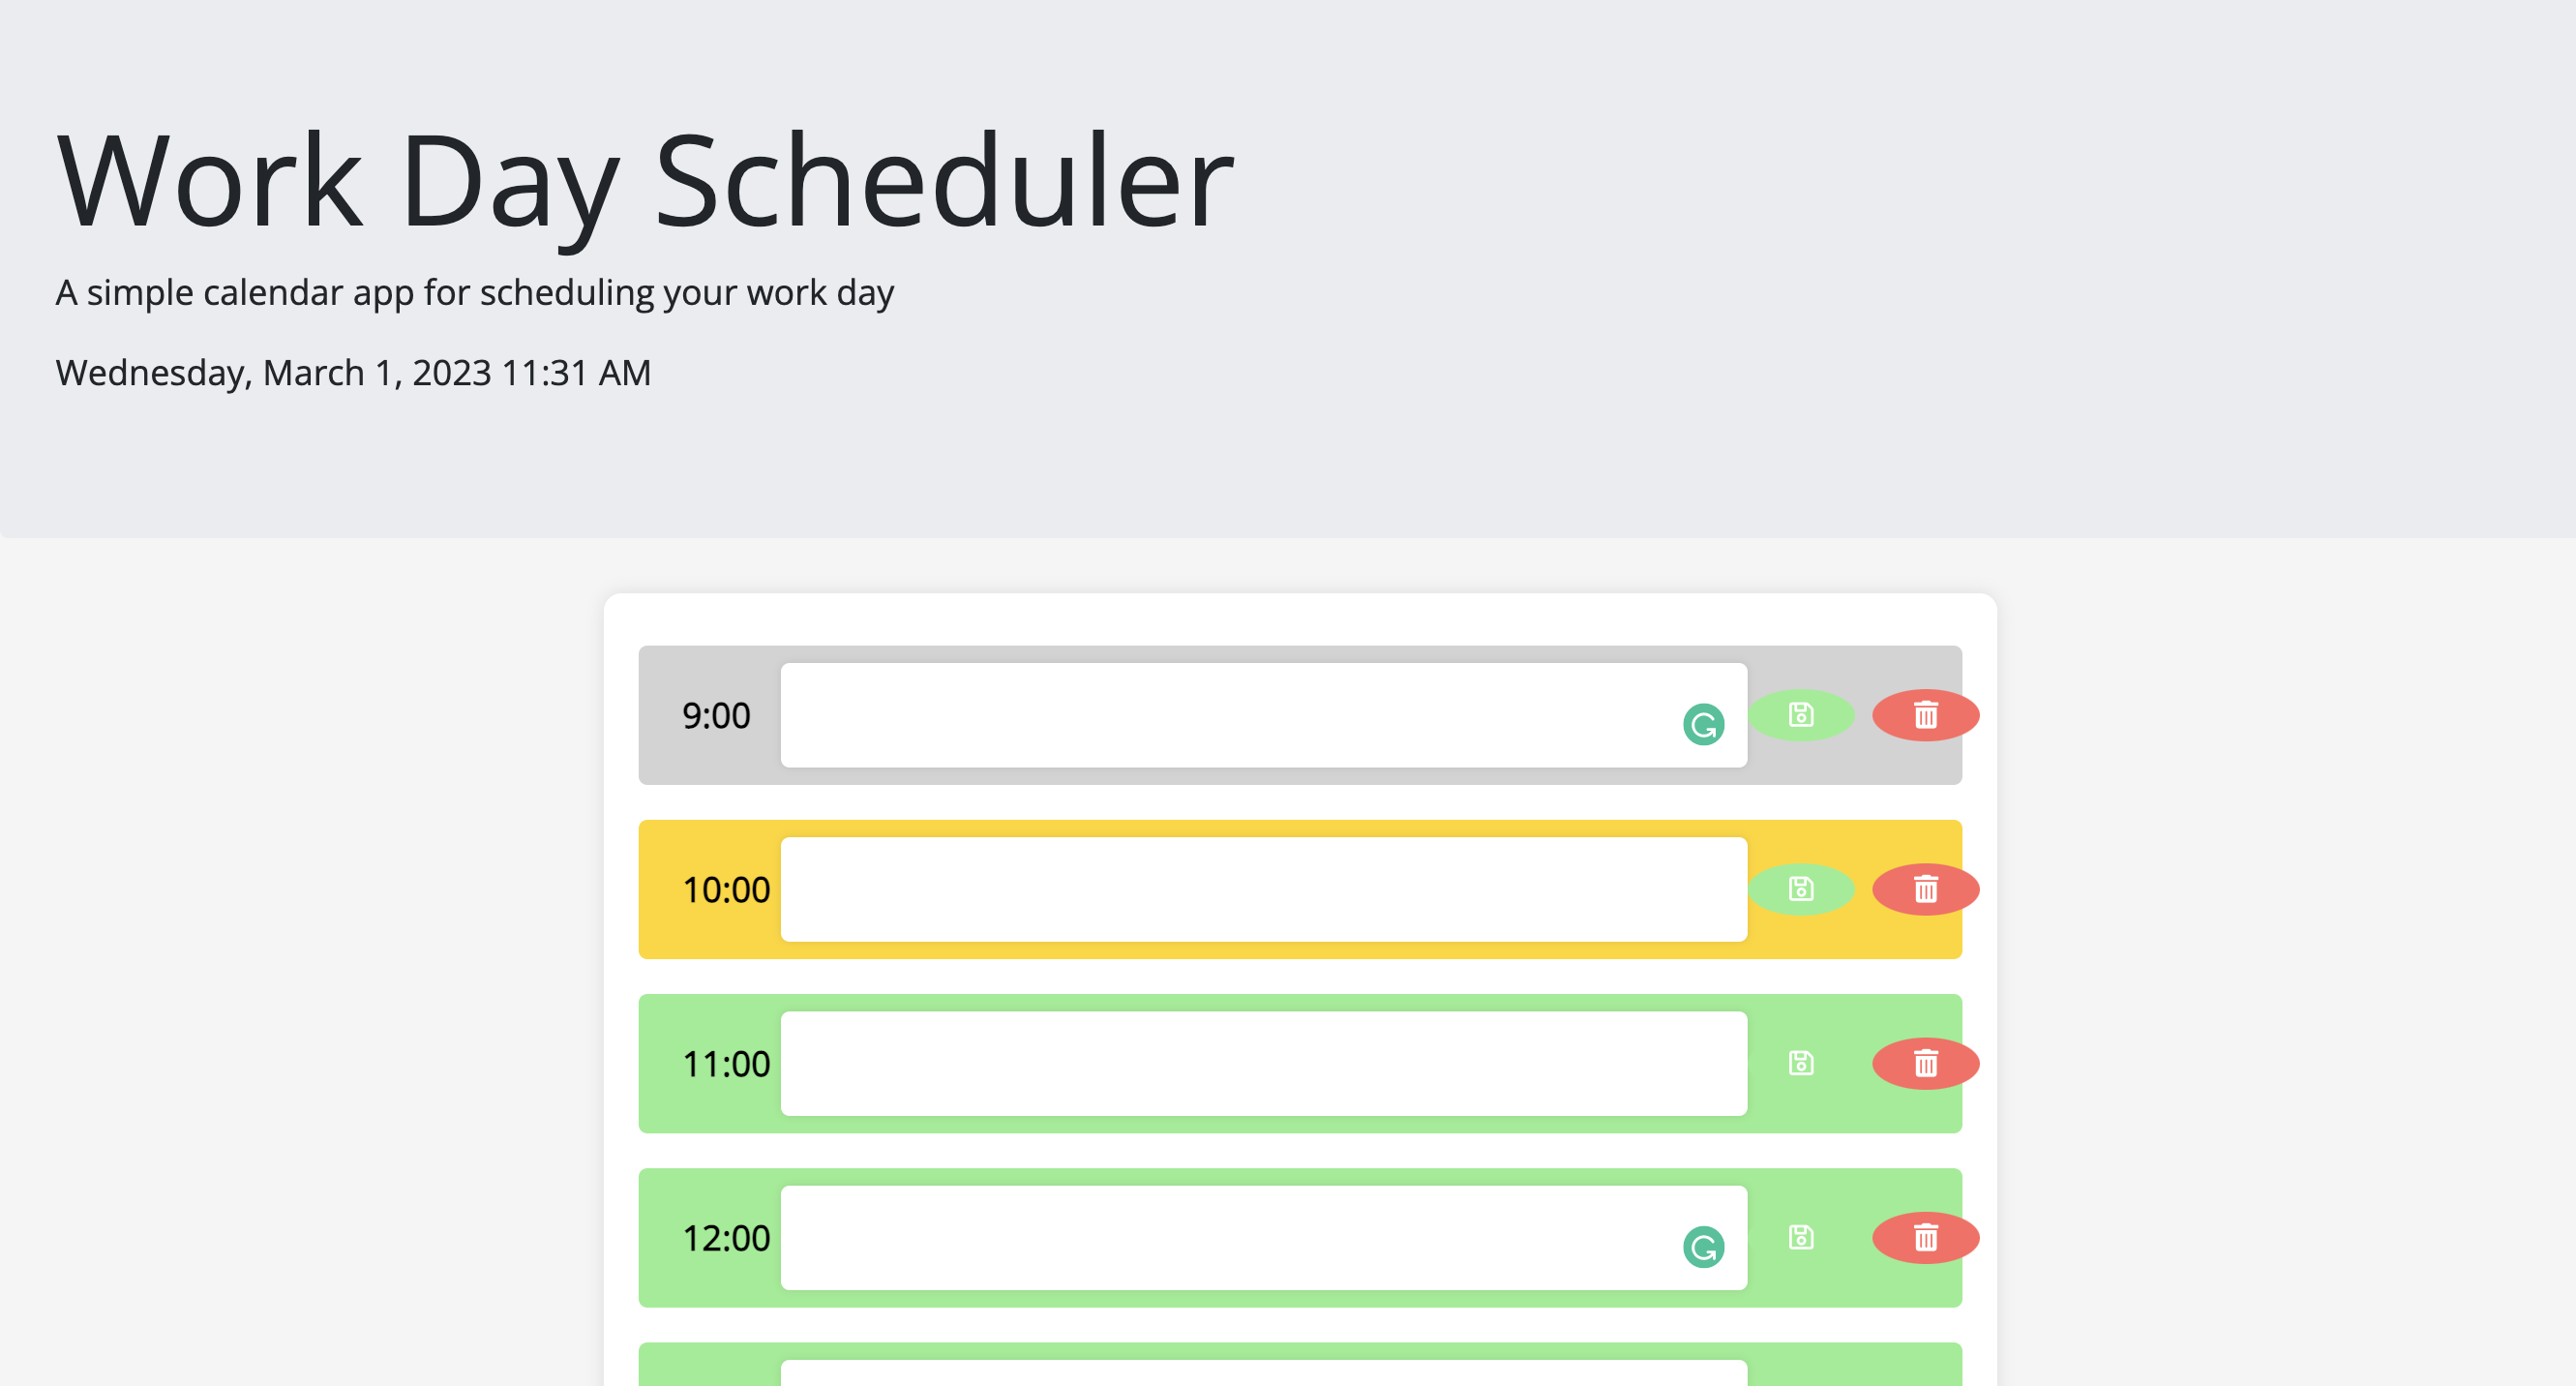 Work Day Scheduler
A simple calendar app for scheduling your work day
Wednesday, March 1, 2023 11:31 AM
9:00
10:00
11:00
12:00